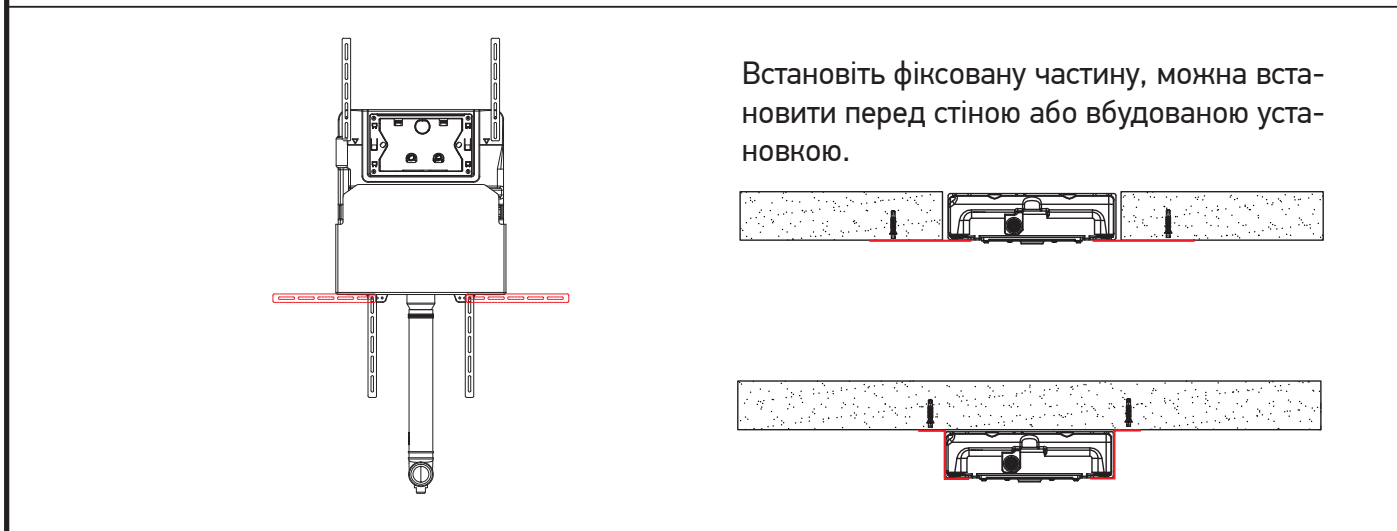 Встановіть фіксовану частину, можна вста-
новити перед стіною або вбудованою уста-
новкою.